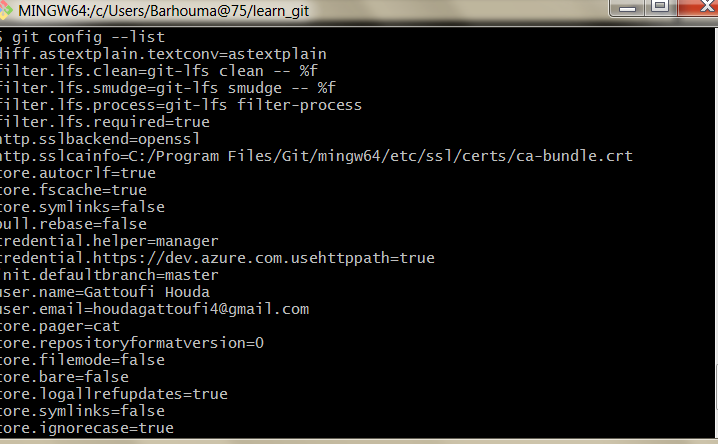 MINGW64:/c/Users/Barhouma@75/learn_git
$ git config --list
diff.astextplain.textconv=astextplain
filter.lfs.clean=git-lfs clean -- %f
filter.lfs.smudge=git-lfs smudge -- %f
filter.lfs.process=git-lfs filter-process
filter.lfs.required=true
http.sslbackend=openssl
http.sslcainfo=C:/Program Files/Git/mingw64/etc/ssl/certs/ca-bundle.crt
core.autocrlf=true
core.fscache=true
core.symlinks=false
pull.rebase=false
credential.helper=manager
credential.https://dev.azure.com.usehttppath=true
init.defaultbranch=master
user.name=Gattoufi Houda
user.email=houdagattoufi4@gmail.com
core.pager=cat
core.repositoryformatversion=0
core.filemode=false
core.bare=false
core.logallrefupdates=true
core.symlinks=false
core.ignorecase=true